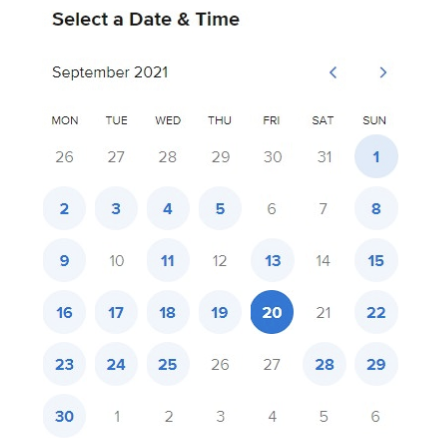 Select a Date & Time
September 2021
MON TUE WED THU FRI SAT SUN
26 27 28 29 30 31 1
2 3 4 5 6 7 8
9 10 11 12 13 14 15
16 17 18 19 20 21 22
23 24 25 26 27 28 29
30 1 2 3 4 5 6